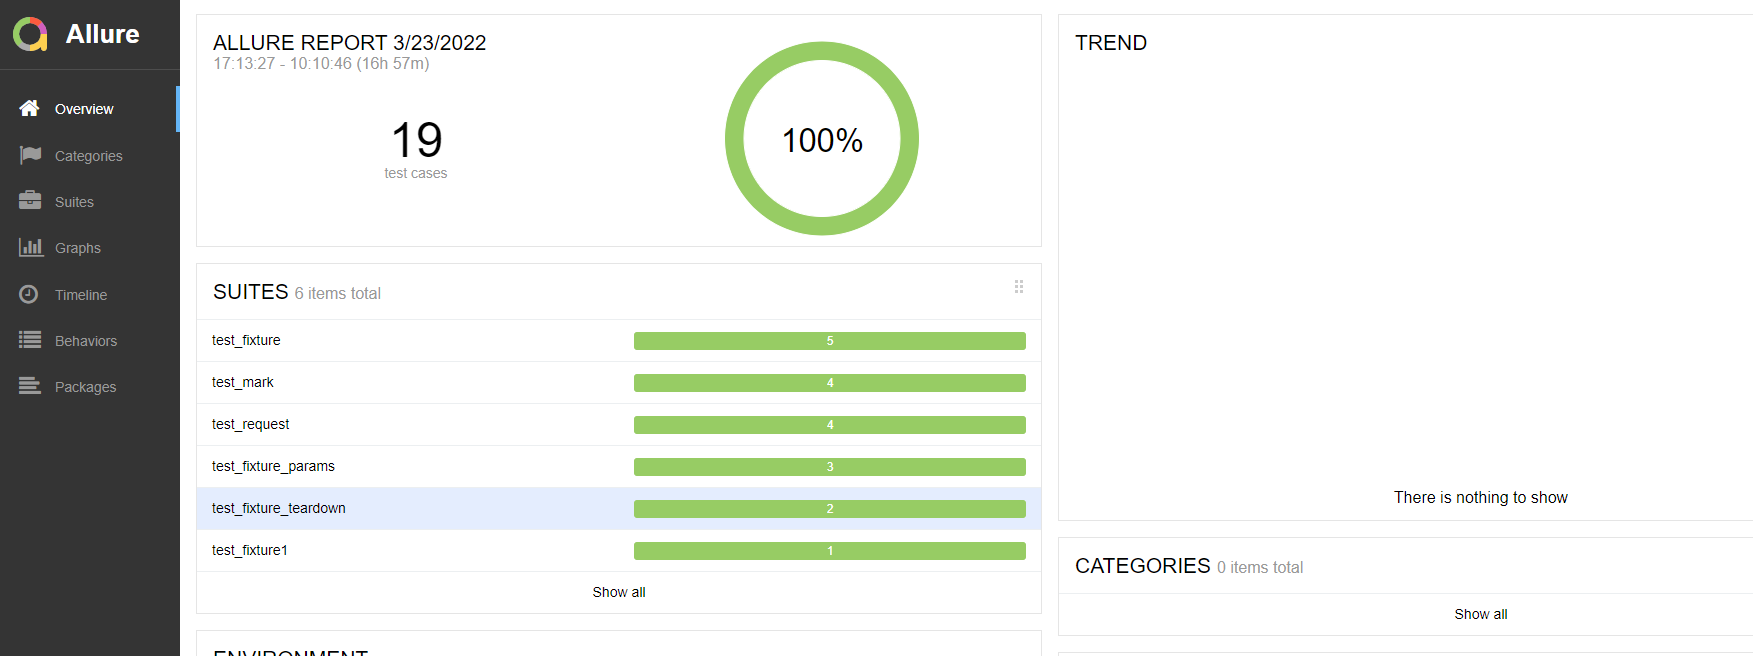 Allure
Overview
Categories
Suites
Graphs
Timeline
Behaviors
Packages
ALLURE REPORT 3/23/2022
17:13:27 - 10:10:46 (16h 57m)
19
test cases
100%
SUITES 6 items total
test_fixture 5
test_mark 4
test_request 4
test_fixture_params 3
test_fixture_teardown 2
test_fixture1 1
Show all
ENVIRONMENT
TREND
There is nothing to show
CATEGORIES 0 items total
Show all